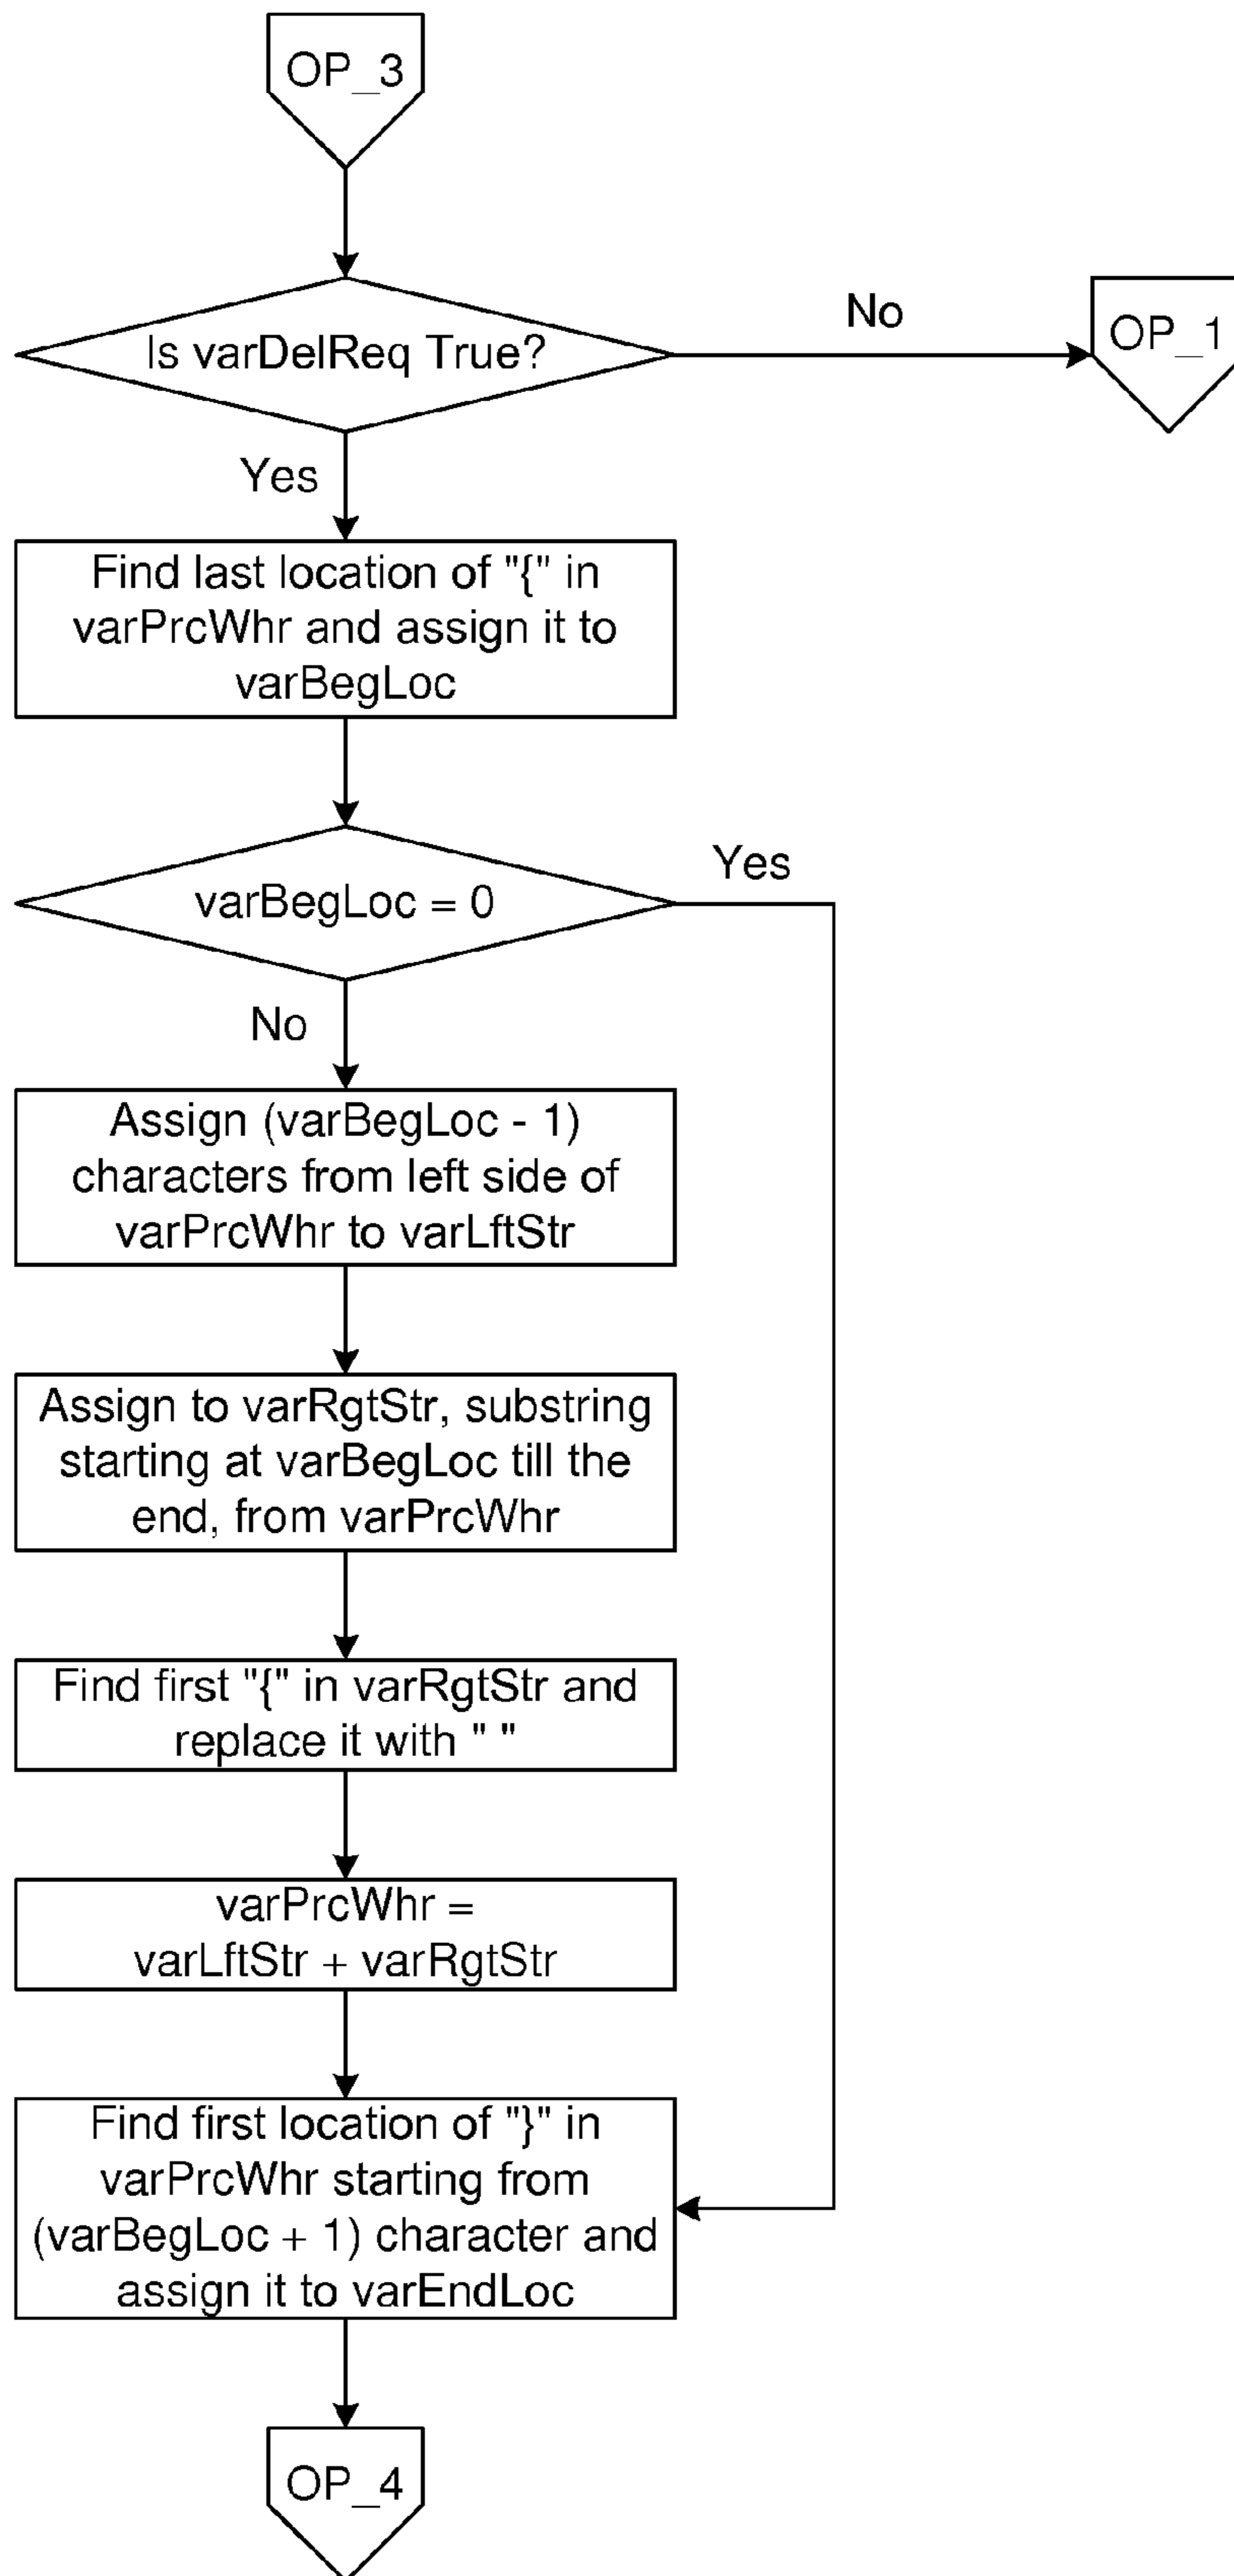 OP_3
Is varDelReq True?
No
OP_1
Yes
Find last location of "{" in
varPrcWhr and assign it to
varBegLoc
varBegLoc = 0
Yes
No
Assign (varBegLoc - 1)
characters from left side of
varPrcWhr to varLftStr
Assign to varRgtStr, substring
starting at varBegLoc till the
end, from varPrcWhr
Find first "{" in varRgtStr and
replace it with " "
varPrcWhr =
varLftStr + varRgtStr
Find first location of "}" in
varPrcWhr starting from
(varBegLoc + 1) character and
assign it to varEndLoc
OP_4